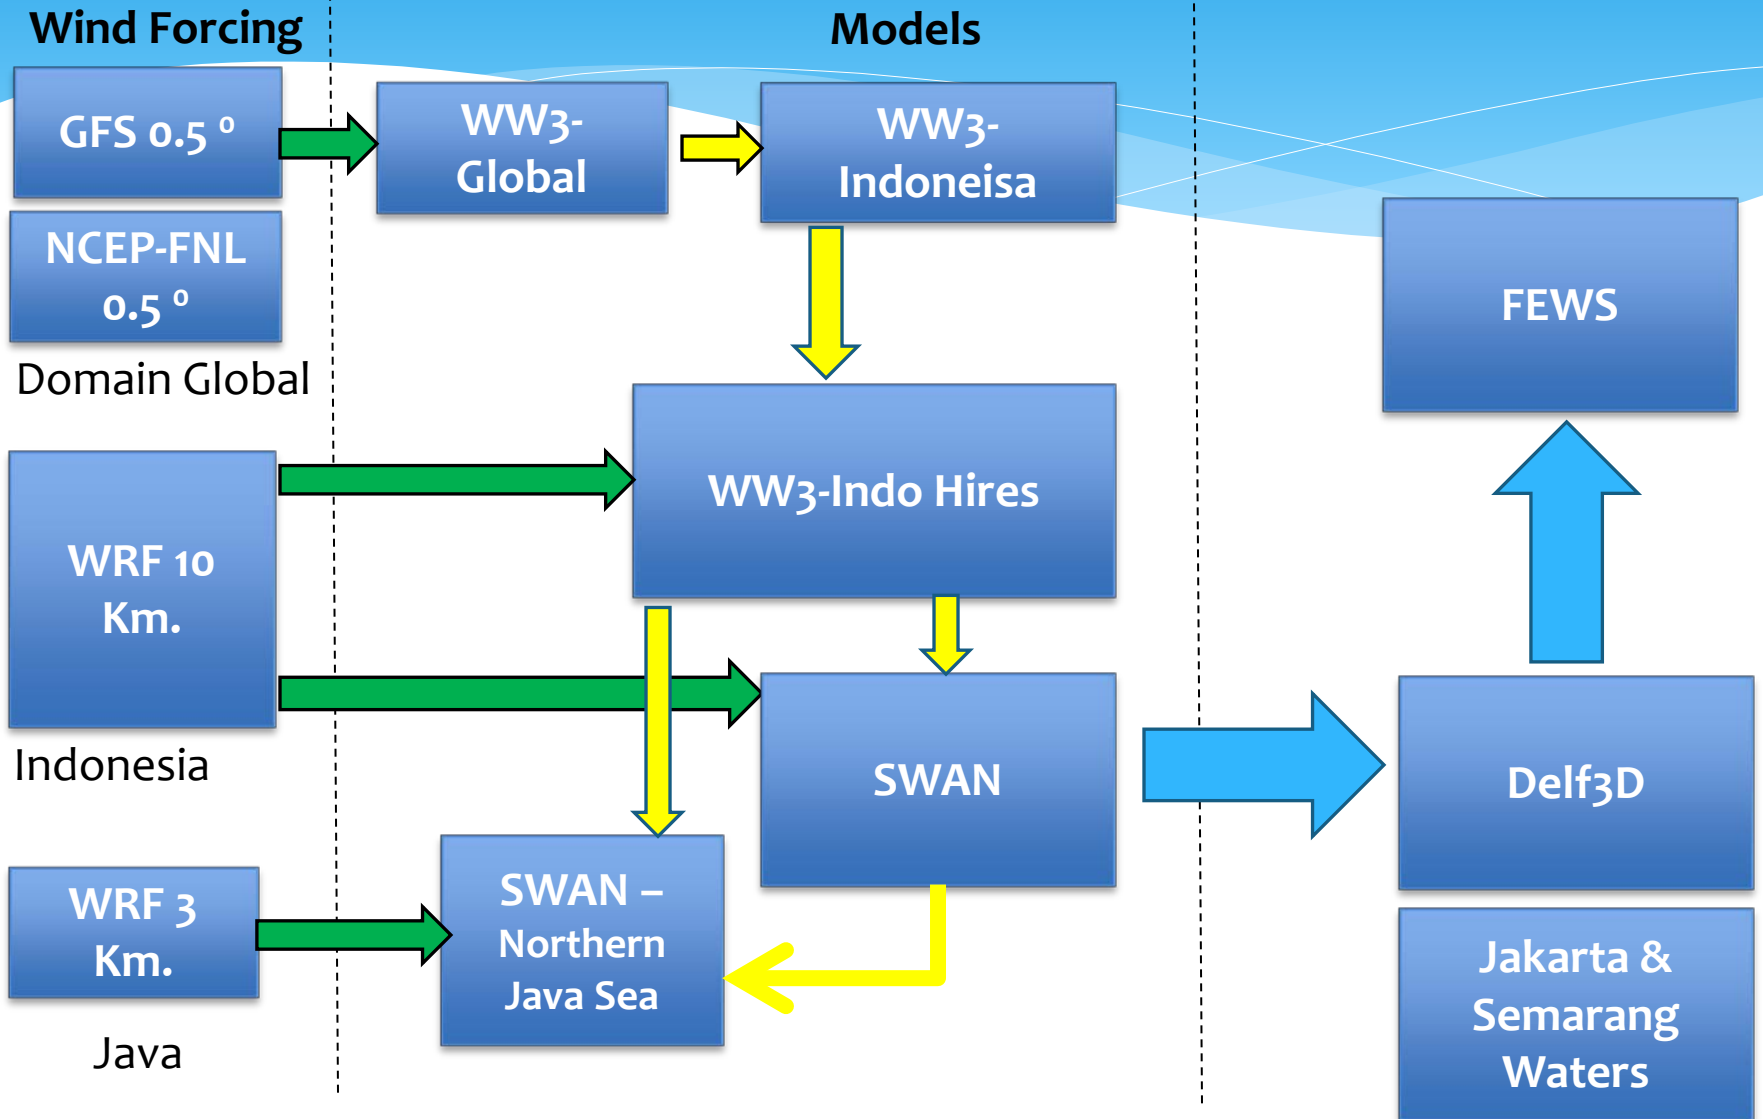 Wind Forcing
Models
GFS 0.5 º
WW3-
Global
WW3-
Indoneisa
NCEP-FNL
0.5 º
Domain Global
FEWS
WRF 10
Km.
WW3-Indo Hires
Indonesia
SWAN
Delf3D
WRF 3
Km.
SWAN –
Northern
Java Sea
Java
Jakarta &
Semarang
Waters